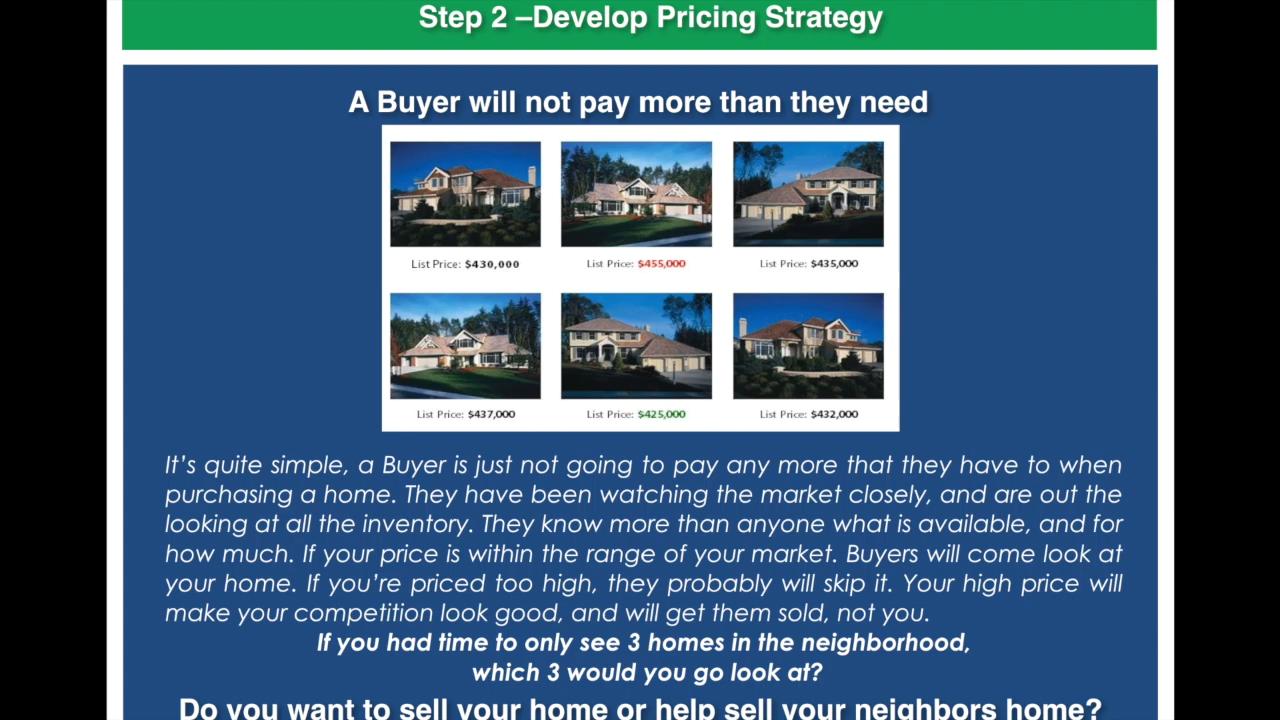 Step 2 –Develop Pricing Strategy
A Buyer will not pay more than they need
List Price: $430,000
List Price: $455,000
List Price: $435,000
List Price: $437,000
List Price: $425,000
List Price: $432,000
It’s quite simple, a Buyer is just not going to pay any more that they have to when
purchasing a home. They have been watching the market closely, and are out the
looking at all the inventory. They know more than anyone what is available, and for
how much. If your price is within the range of your market. Buyers will come look at
your home. If you’re priced too high, they probably will skip it. Your high price will
make your competition look good, and will get them sold, not you.
If you had time to only see 3 homes in the neighborhood,
which 3 would you go look at?
Do you want to sell your home or help sell your neighbors home?